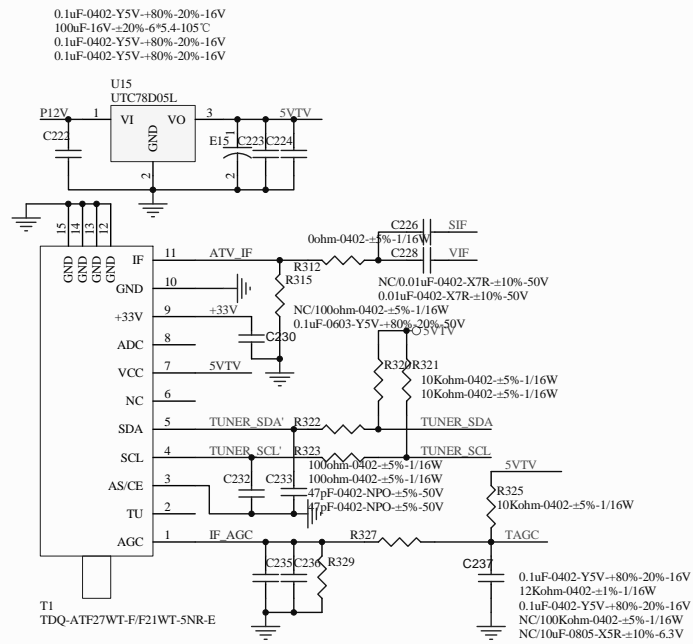 0.1uF-0402-Y5V-+80%-20%-16V
100uF-16V-±20%-6*5.4-105℃
0.1uF-0402-Y5V-+80%-20%-16V
0.1uF-0402-Y5V-+80%-20%-16V
U15
UTC78D05L
P12V 1 VI VO 3 5VTV
GND
2
C222
E15 1 2
C223 C224
15 14 13 12
GND GND GND GND
IF 11 ATV_IF
GND 10
+33V 9 +33V
ADC 8
VCC 7 5VTV
NC 6
SDA 5 TUNER_SDA' R322 TUNER_SDA
SCL 4 TUNER_SCL' R323 TUNER_SCL
AS/CE 3
TU 2
AGC 1 IF_AGC R327 TAGC
C226 SIF
0ohm-0402-±5%-1/16W
C228 VIF
R312
R315
NC/0.01uF-0402-X7R-±10%-50V
0.01uF-0402-X7R-±10%-50V
NC/100ohm-0402-±5%-1/16W
0.1uF-0603-Y5V-+80%-20%-50V
C230
5VTV
R320 R321
10Kohm-0402-±5%-1/16W
10Kohm-0402-±5%-1/16W
100ohm-0402-±5%-1/16W
100ohm-0402-±5%-1/16W
47pF-0402-NPO-±5%-50V
47pF-0402-NPO-±5%-50V
C232 C233
5VTV
R325
10Kohm-0402-±5%-1/16W
C235 C236 R329
C237
0.1uF-0402-Y5V-+80%-20%-16V
12Kohm-0402-±1%-1/16W
0.1uF-0402-Y5V-+80%-20%-16V
NC/100Kohm-0402-±5%-1/16W
NC/10uF-0805-X5R-±10%-6.3V
T1
TDQ-ATF27WT-F/F21WT-5NR-E